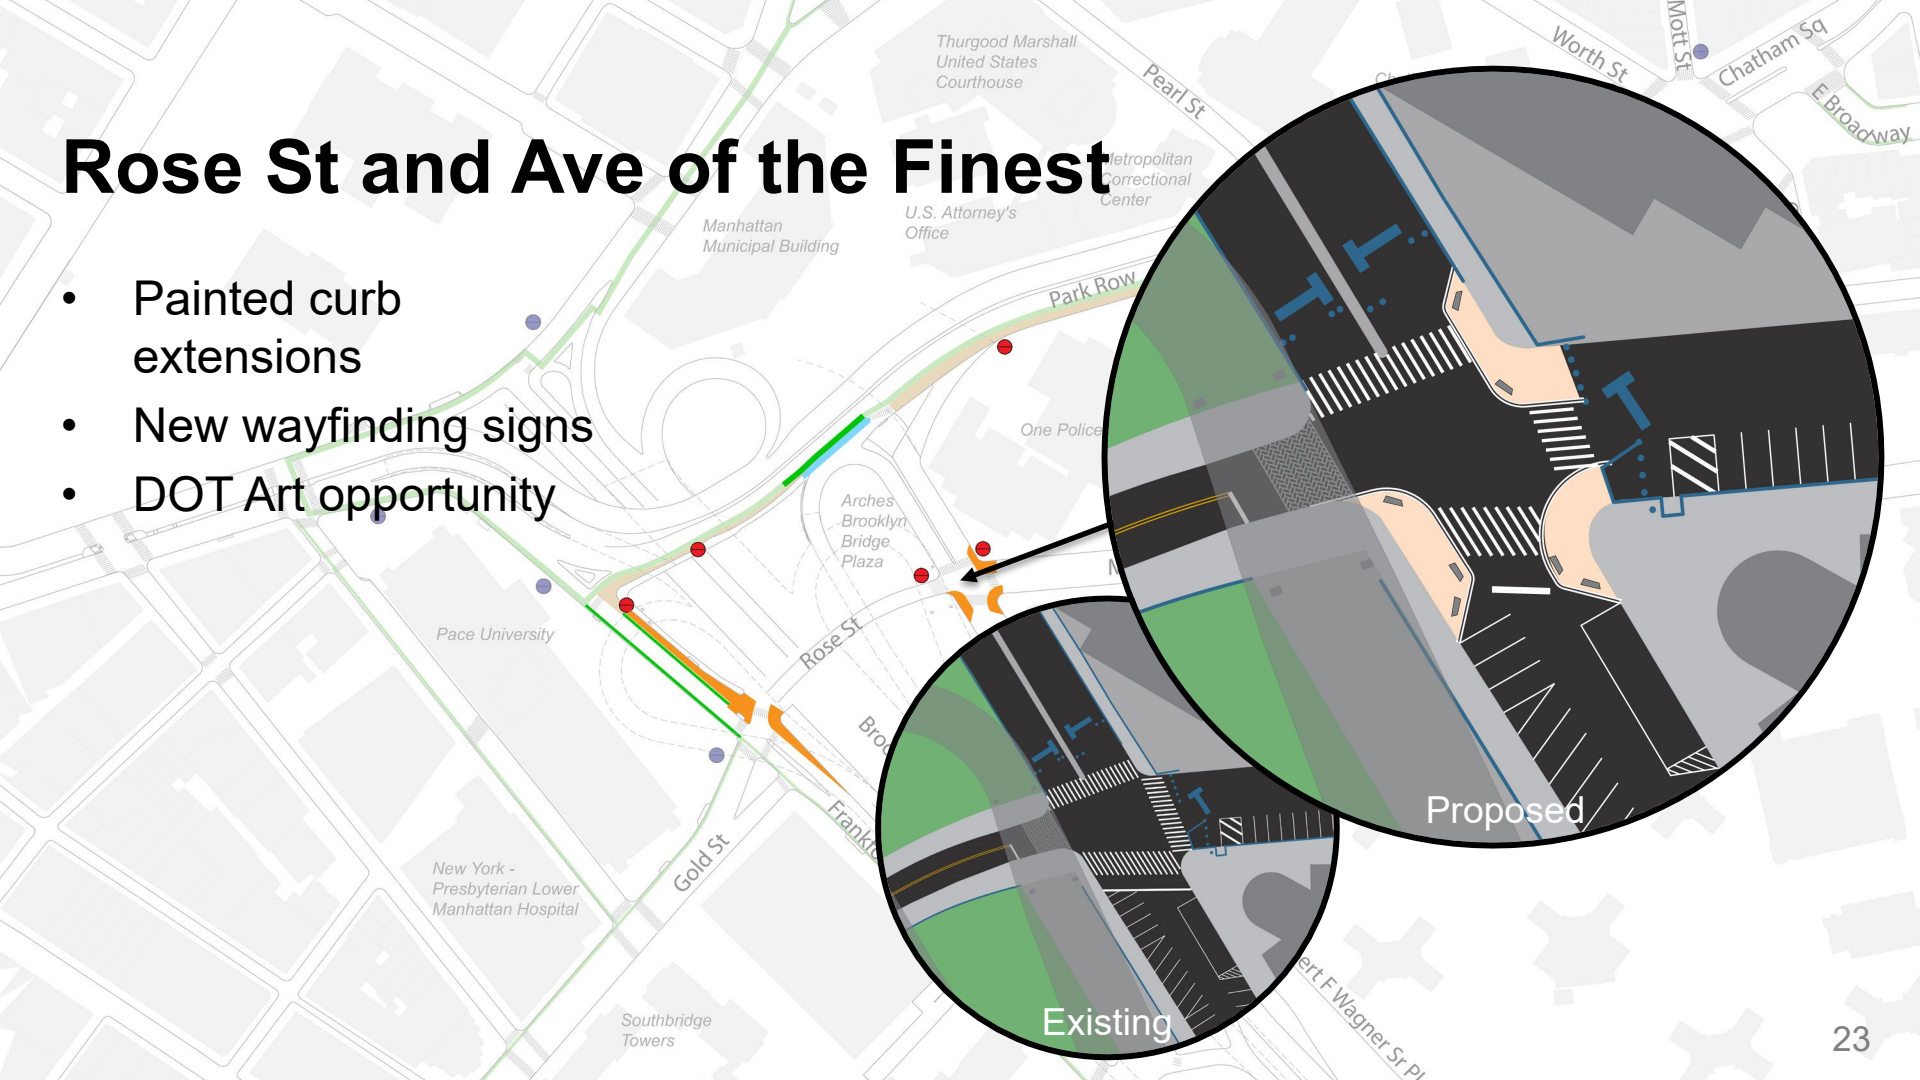 Rose St and Ave of the Finest
• Painted curb
extensions
• New wayfinding signs
• DOT Art opportunity
Thurgood Marshall
United States
Courthouse
Pearl St
Worth St
Mott St
Chatham Sq
E Broadway
Manhattan
Municipal Building
U.S. Attorney's
Office
Correctional
Center
Park Row
One Police
Arches
Brooklyn
Bridge
Plaza
Pace University
Rose St
Gold St
New York -
Presbyterian Lower
Manhattan Hospital
Southbridge
Towers
F Wagner Sr Pl
Proposed
Existing
23